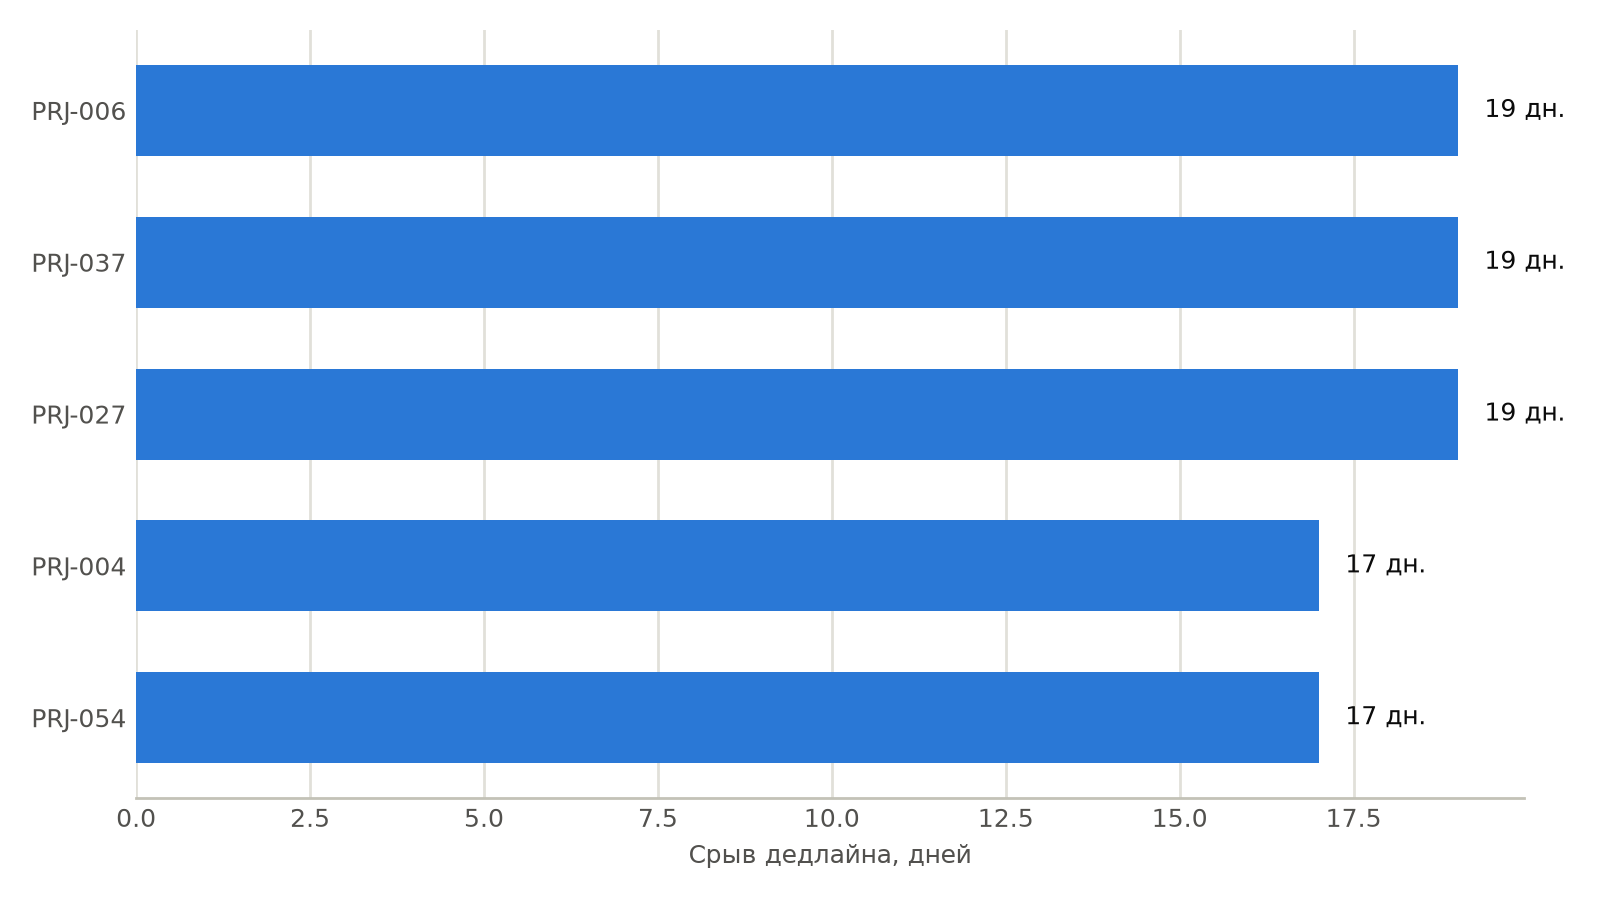 PRJ-006 19 дн.
PRJ-037 19 дн.
PRJ-027 19 дн.
PRJ-004 17 дн.
PRJ-054 17 дн.
0.0 2.5 5.0 7.5 10.0 12.5 15.0 17.5
Срыв дедлайна, дней